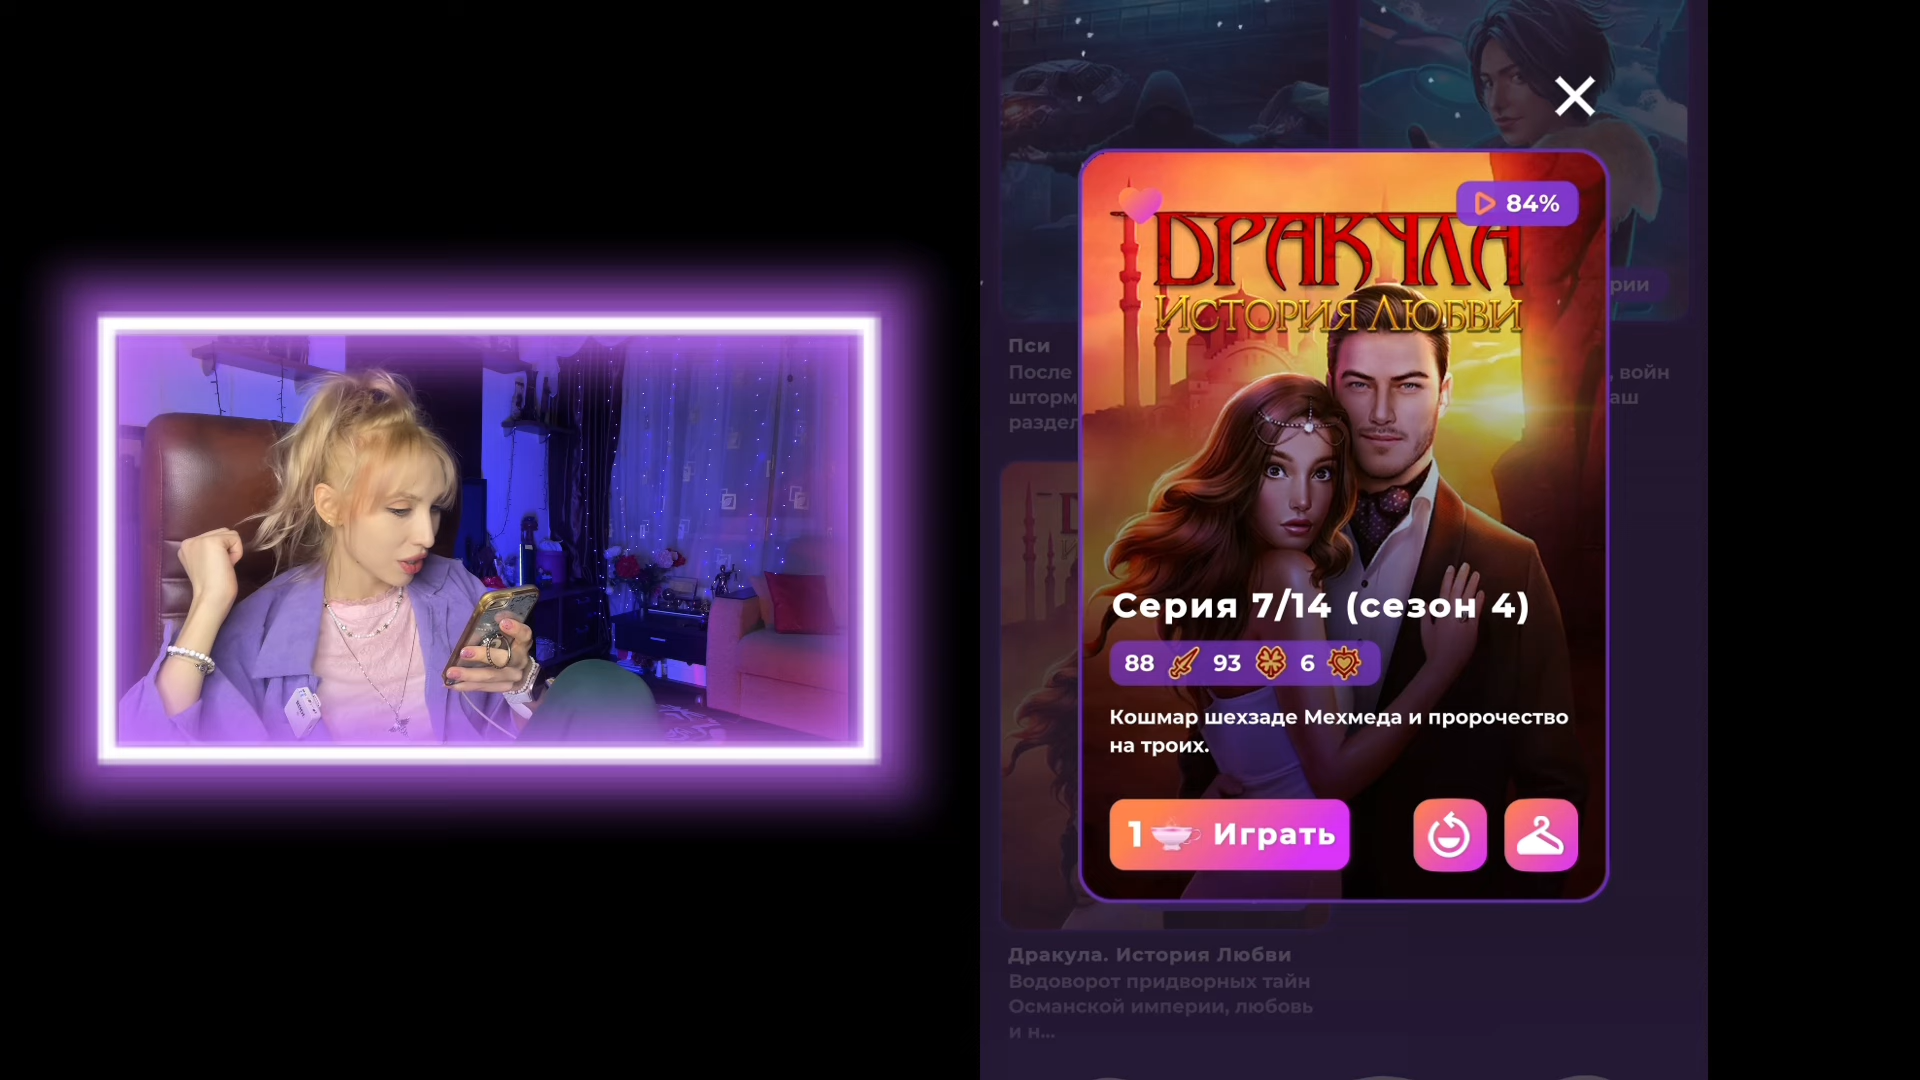 84%
ДРАКУЛА
ИСТОРИЯ ЛЮБВИ
рии
Пси
После
шторм
раздел
, войн
аш
Серия 7/14 (сезон 4)
88 93 6
Кошмар шехзаде Мехмеда и пророчество
на троих.
1 Играть
Дракула. История Любви
Водоворот придворных тайн
Османской империи, любовь
и н...